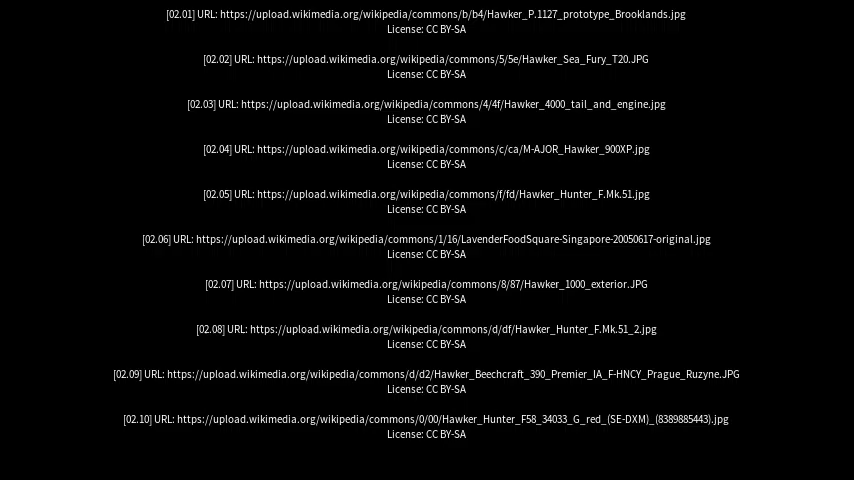 [02.01] URL: https://upload.wikimedia.org/wikipedia/commons/b/b4/Hawker_P.1127_prototype_Brooklands.jpg
License: CC BY-SA
[02.02] URL: https://upload.wikimedia.org/wikipedia/commons/5/5e/Hawker_Sea_Fury_T20.JPG
License: CC BY-SA
[02.03] URL: https://upload.wikimedia.org/wikipedia/commons/4/4f/Hawker_4000_tail_and_engine.jpg
License: CC BY-SA
[02.04] URL: https://upload.wikimedia.org/wikipedia/commons/c/ca/M-AJOR_Hawker_900XP.jpg
License: CC BY-SA
[02.05] URL: https://upload.wikimedia.org/wikipedia/commons/f/fd/Hawker_Hunter_F.Mk.51.jpg
License: CC BY-SA
[02.06] URL: https://upload.wikimedia.org/wikipedia/commons/1/16/LavenderFoodSquare-Singapore-20050617-original.jpg
License: CC BY-SA
[02.07] URL: https://upload.wikimedia.org/wikipedia/commons/8/87/Hawker_1000_exterior.JPG
License: CC BY-SA
[02.08] URL: https://upload.wikimedia.org/wikipedia/commons/d/df/Hawker_Hunter_F.Mk.51_2.jpg
License: CC BY-SA
[02.09] URL: https://upload.wikimedia.org/wikipedia/commons/d/d2/Hawker_Beechcraft_390_Premier_IA_F-HNCY_Prague_Ruzyne.JPG
License: CC BY-SA
[02.10] URL: https://upload.wikimedia.org/wikipedia/commons/0/00/Hawker_Hunter_F58_34033_G_red_(SE-DXM)_(8389885443).jpg
License: CC BY-SA